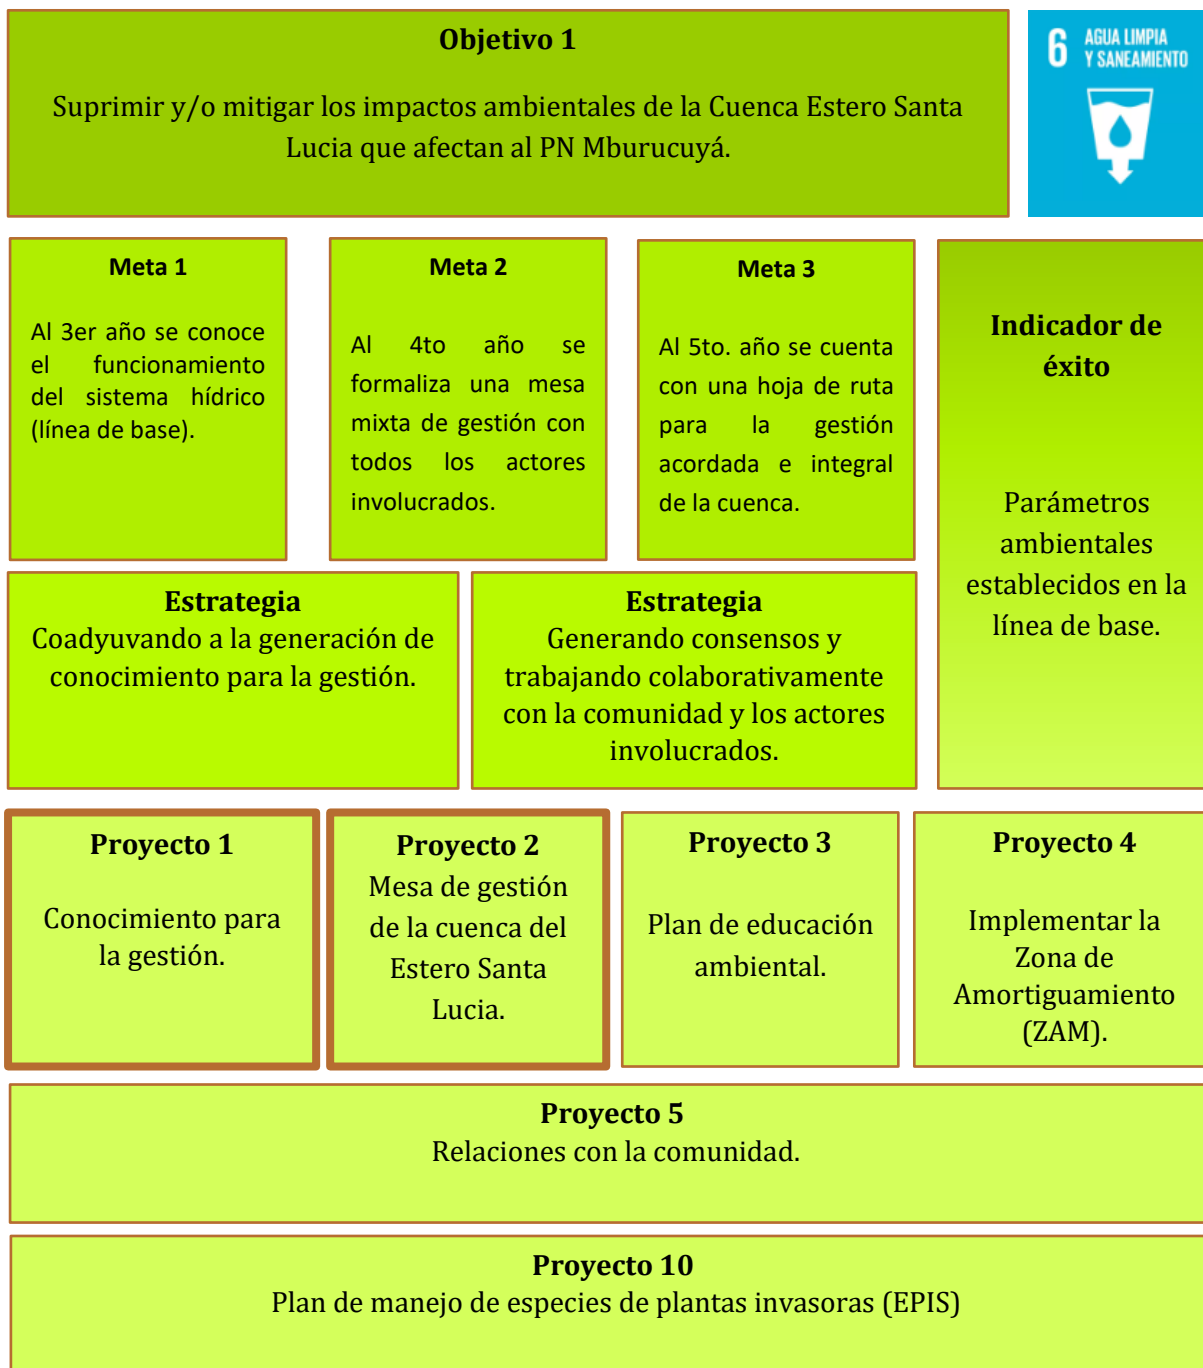 Objetivo 1
Suprimir y/o mitigar los impactos ambientales de la Cuenca Estero Santa
Lucia que afectan al PN Mburucuyá.
6 AGUA LIMPIA
Y SANEAMIENTO
Meta 1
Al 3er año se conoce
el funcionamiento
del sistema hídrico
(línea de base).
Meta 2
Al 4to año se
formaliza una mesa
mixta de gestión con
todos los actores
involucrados.
Meta 3
Al 5to. año se cuenta
con una hoja de ruta
para la gestión
acordada e integral
de la cuenca.
Indicador de
éxito
Parámetros
ambientales
establecidos en la
línea de base.
Estrategia
Coadyuvando a la generación de
conocimiento para la gestión.
Estrategia
Generando consensos y
trabajando colaborativamente
con la comunidad y los actores
involucrados.
Proyecto 1
Conocimiento para
la gestión.
Proyecto 2
Mesa de gestión
de la cuenca del
Estero Santa
Lucia.
Proyecto 3
Plan de educación
ambiental.
Proyecto 4
Implementar la
Zona de
Amortiguamiento
(ZAM).
Proyecto 5
Relaciones con la comunidad.
Proyecto 10
Plan de manejo de especies de plantas invasoras (EPIS)